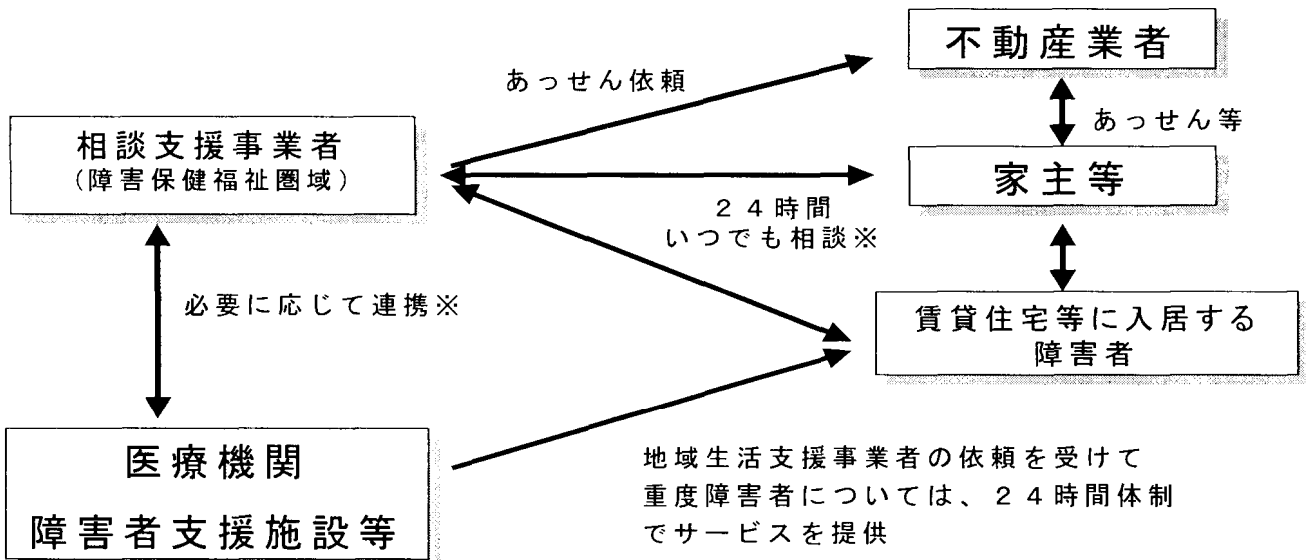 不動産業者
あっせん依頼
あっせん等
相談支援事業者
（障害保健福祉圏域）
家主等
２４時間
いつでも相談※
必要に応じて連携※
賃貸住宅等に入居する
障害者
医療機関
障害者支援施設等
地域生活支援事業者の依頼を受けて
重度障害者については、２４時間体制
でサービスを提供